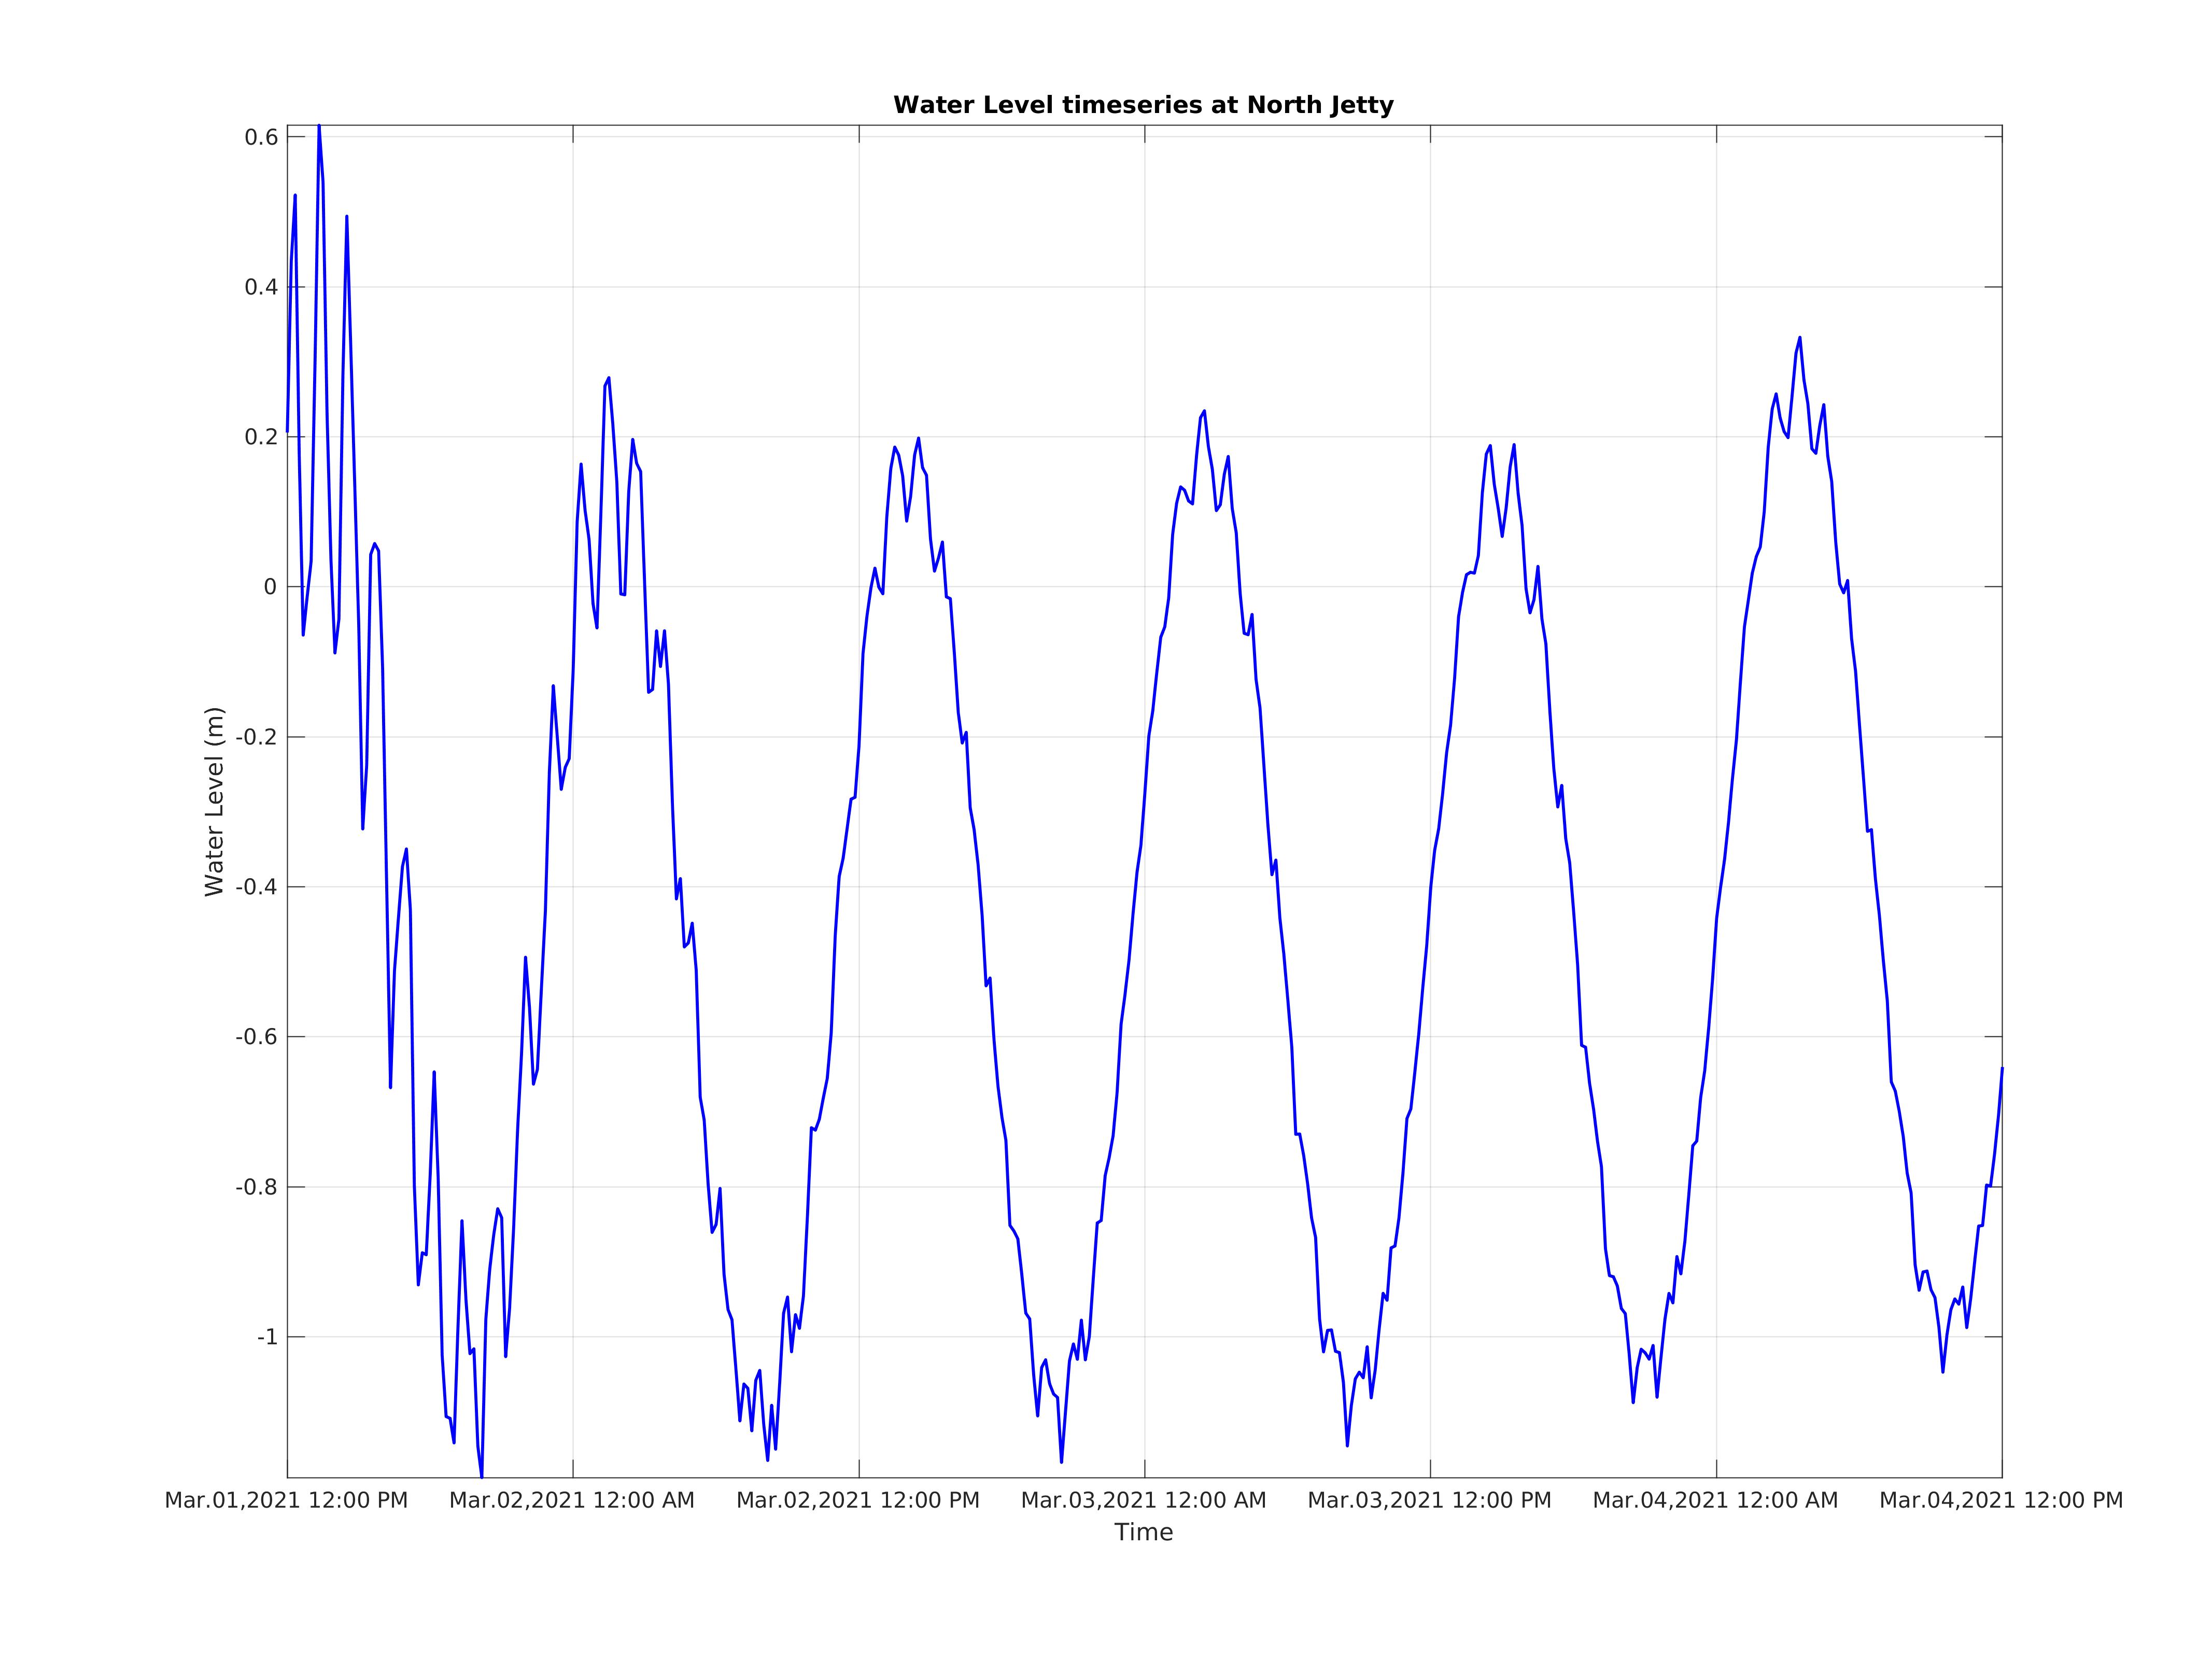 Water Level timeseries at North Jetty
0.6
0.4
0.2
0
-0.2
-0.4
-0.6
-0.8
-1
Water Level (m)
Mar.01,2021 12:00 PM Mar.02,2021 12:00 AM Mar.02,2021 12:00 PM Mar.03,2021 12:00 AM Mar.03,2021 12:00 PM Mar.04,2021 12:00 AM Mar.04,2021 12:00 PM
Time